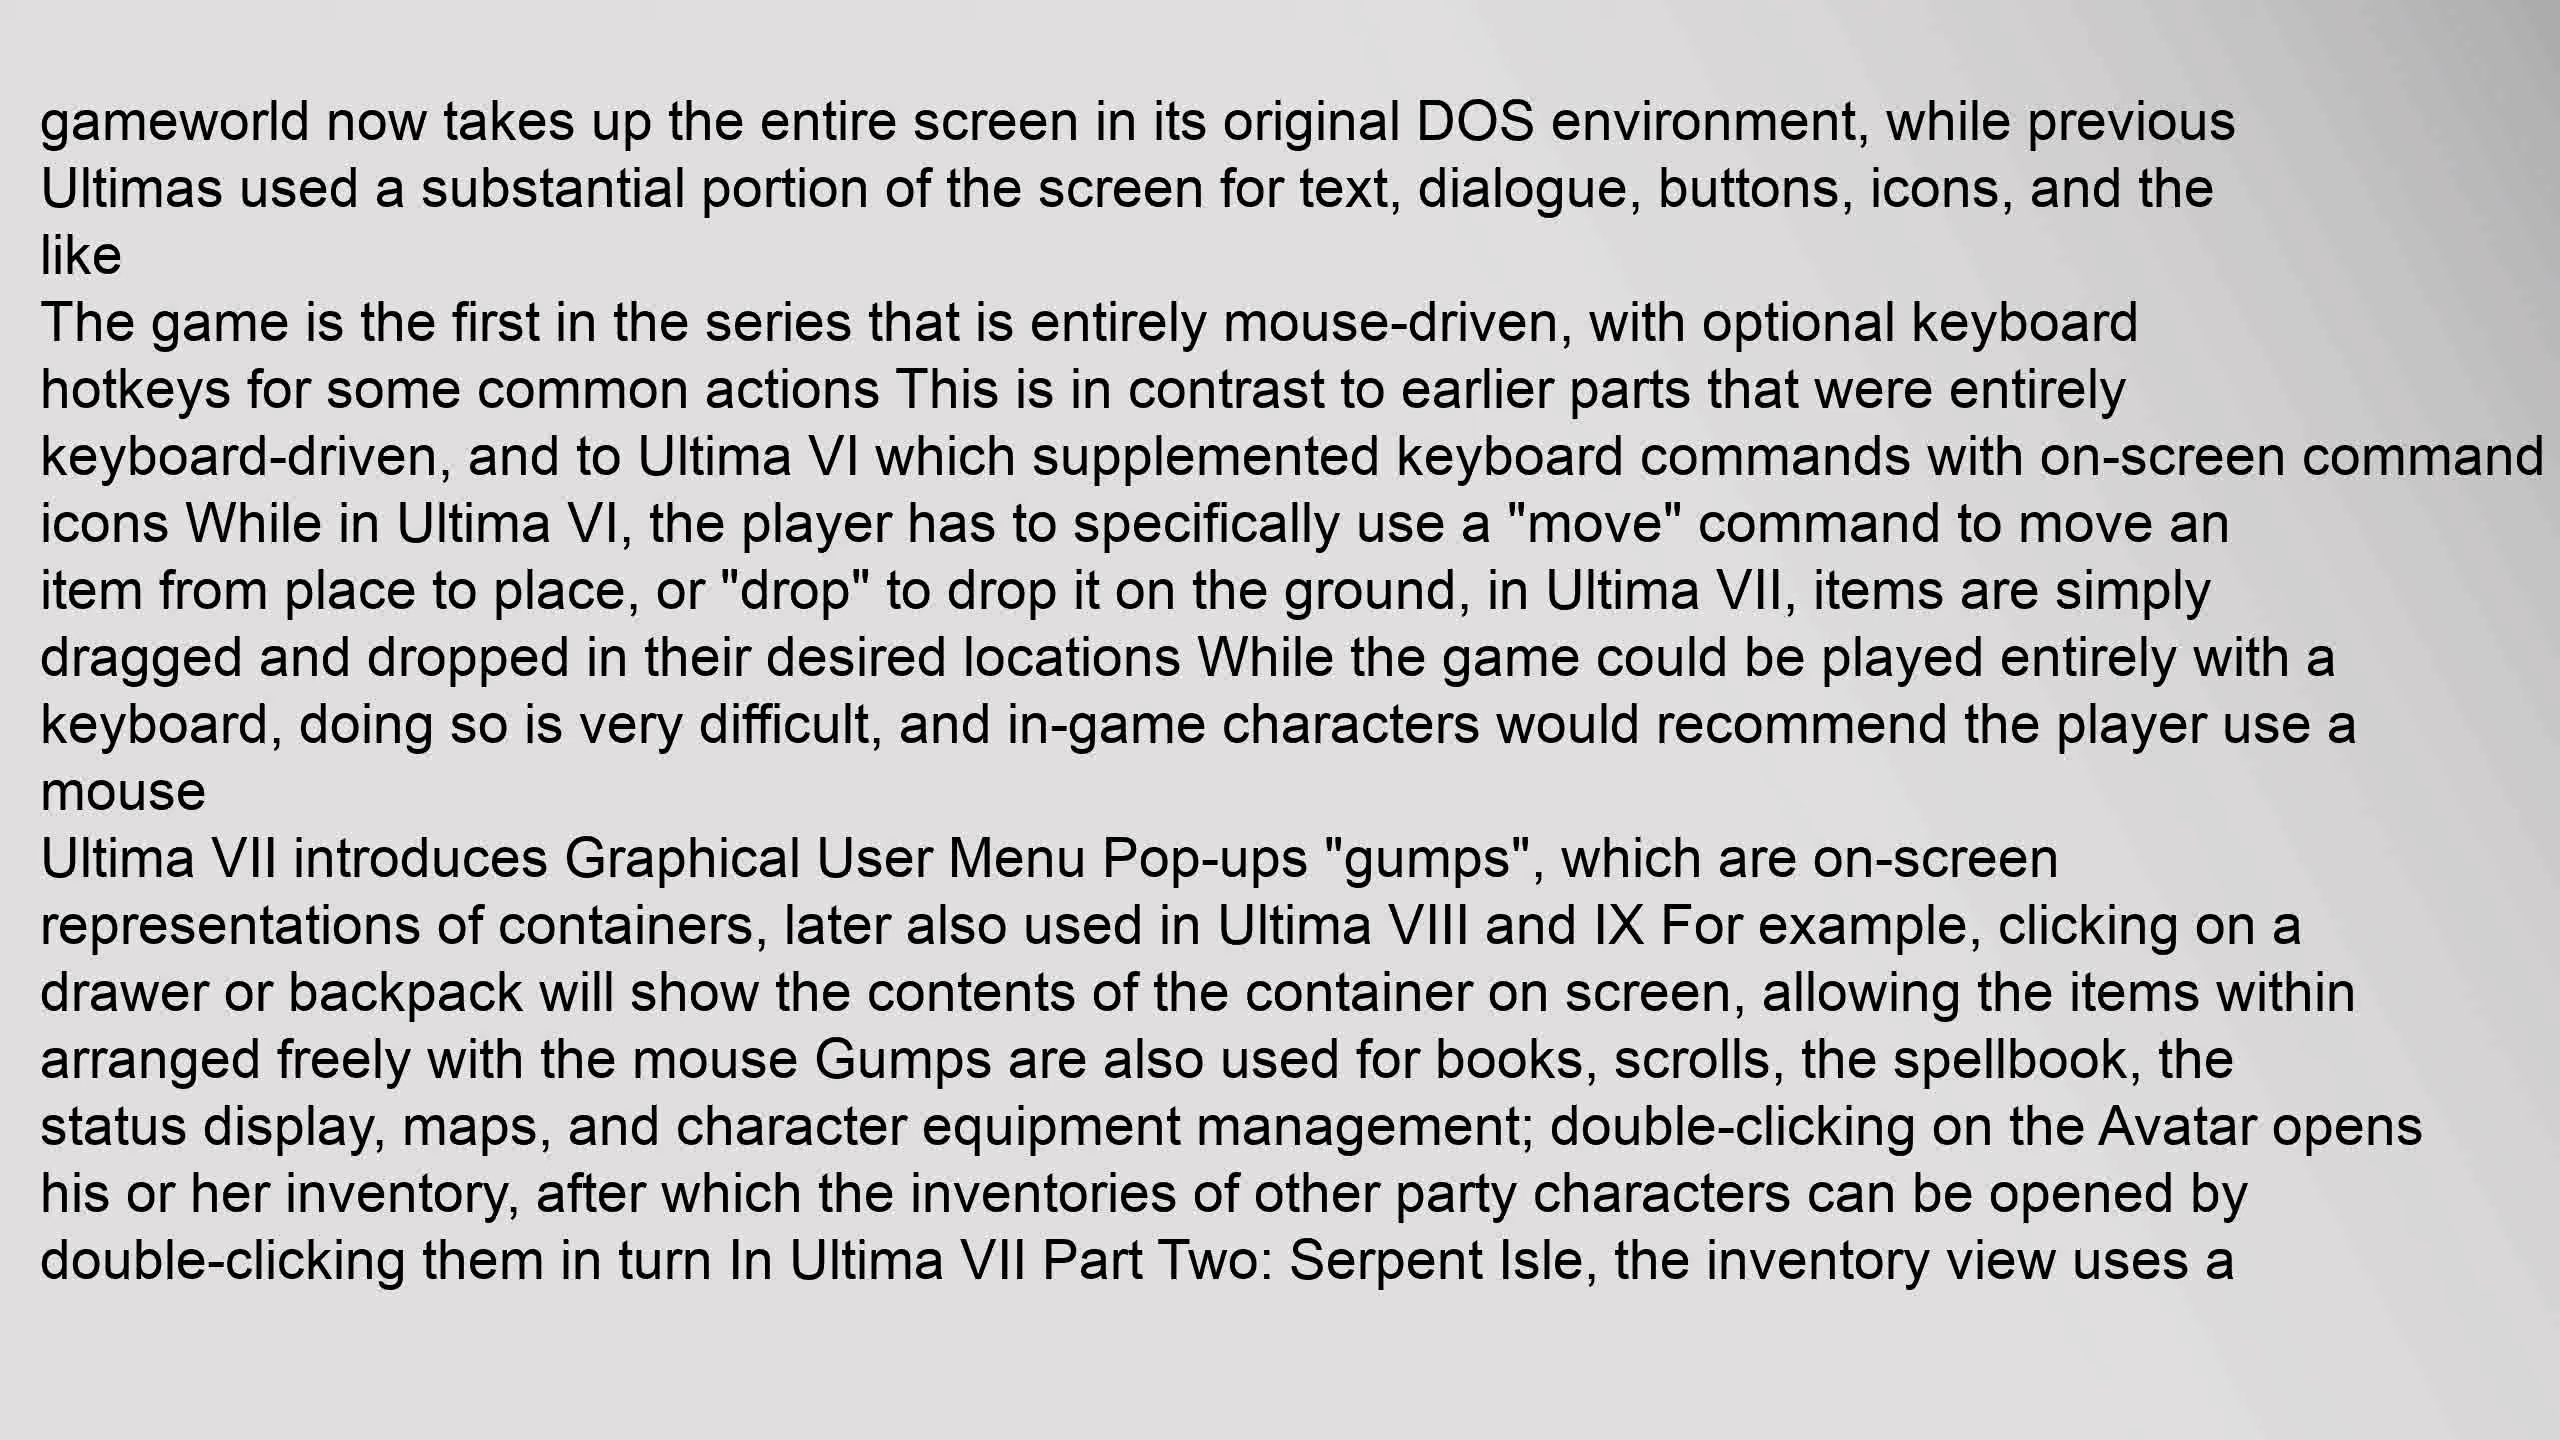 gameworld now takes up the entire screen in its original DOS environment, while previous
Ultimas used a substantial portion of the screen for text, dialogue, buttons, icons, and the
like
The game is the first in the series that is entirely mouse-driven, with optional keyboard
hotkeys for some common actions This is in contrast to earlier parts that were entirely
keyboard-driven, and to Ultima VI which supplemented keyboard commands with on-screen command
icons While in Ultima VI, the player has to specifically use a "move" command to move an
item from place to place, or "drop" to drop it on the ground, in Ultima VII, items are simply
dragged and dropped in their desired locations While the game could be played entirely with a
keyboard, doing so is very difficult, and in-game characters would recommend the player use a
mouse
Ultima VII introduces Graphical User Menu Pop-ups "gumps", which are on-screen
representations of containers, later also used in Ultima VIII and IX For example, clicking on a
drawer or backpack will show the contents of the container on screen, allowing the items within
arranged freely with the mouse Gumps are also used for books, scrolls, the spellbook, the
status display, maps, and character equipment management; double-clicking on the Avatar opens
his or her inventory, after which the inventories of other party characters can be opened by
double-clicking them in turn In Ultima VII Part Two: Serpent Isle, the inventory view uses a